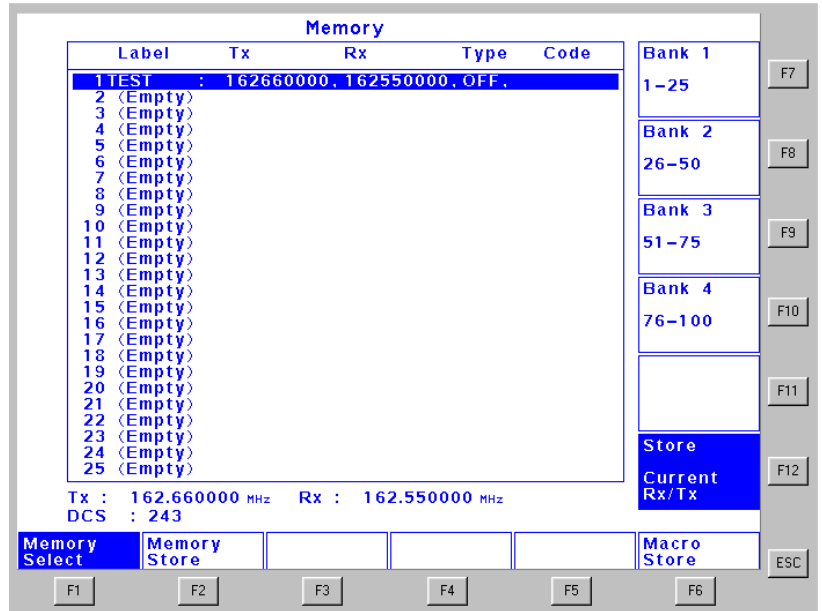 Memory
Label Tx Rx Type Code
1TEST : 162660000, 162550000, OFF,
2 (Empty)
3 (Empty)
4 (Empty)
5 (Empty)
6 (Empty)
7 (Empty)
8 (Empty)
9 (Empty)
10 (Empty)
11 (Empty)
12 (Empty)
13 (Empty)
14 (Empty)
15 (Empty)
16 (Empty)
17 (Empty)
18 (Empty)
19 (Empty)
20 (Empty)
21 (Empty)
22 (Empty)
23 (Empty)
24 (Empty)
25 (Empty)
Tx : 162.660000 MHz Rx : 162.550000 MHz
DCS : 243
Bank 1
1-25
Bank 2
26-50
Bank 3
51-75
Bank 4
76-100
Store
Current
Rx/Tx
F7
F8
F9
F10
F11
F12
ESC
Memory
Select
Memory
Store
Macro
Store
F1 F2 F3 F4 F5 F6